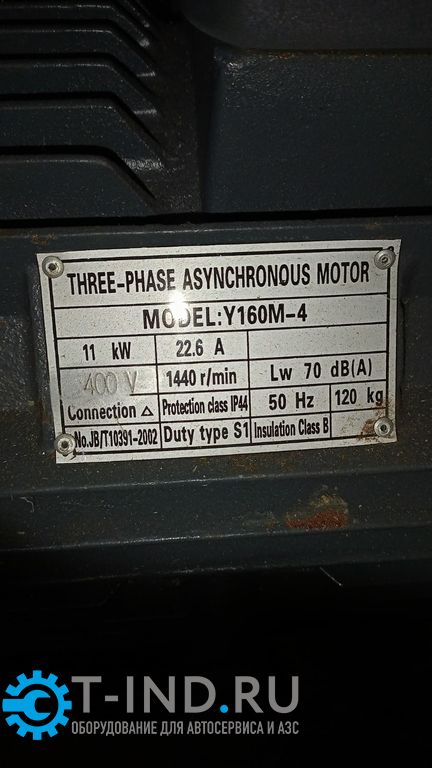 THREE-PHASE ASYNCHRONOUS MOTOR
MODEL:Y160M-4
11 kW 22.6 A
400 V 1440 r/min Lw 70 dB(A)
Connection △ Protection class IP44 50 Hz 120 kg
No.JB/T10391-2002 Duty type S1 Insulation Class B
T-IND.RU
ОБОРУДОВАНИЕ ДЛЯ АВТОСЕРВИСА И АЗС